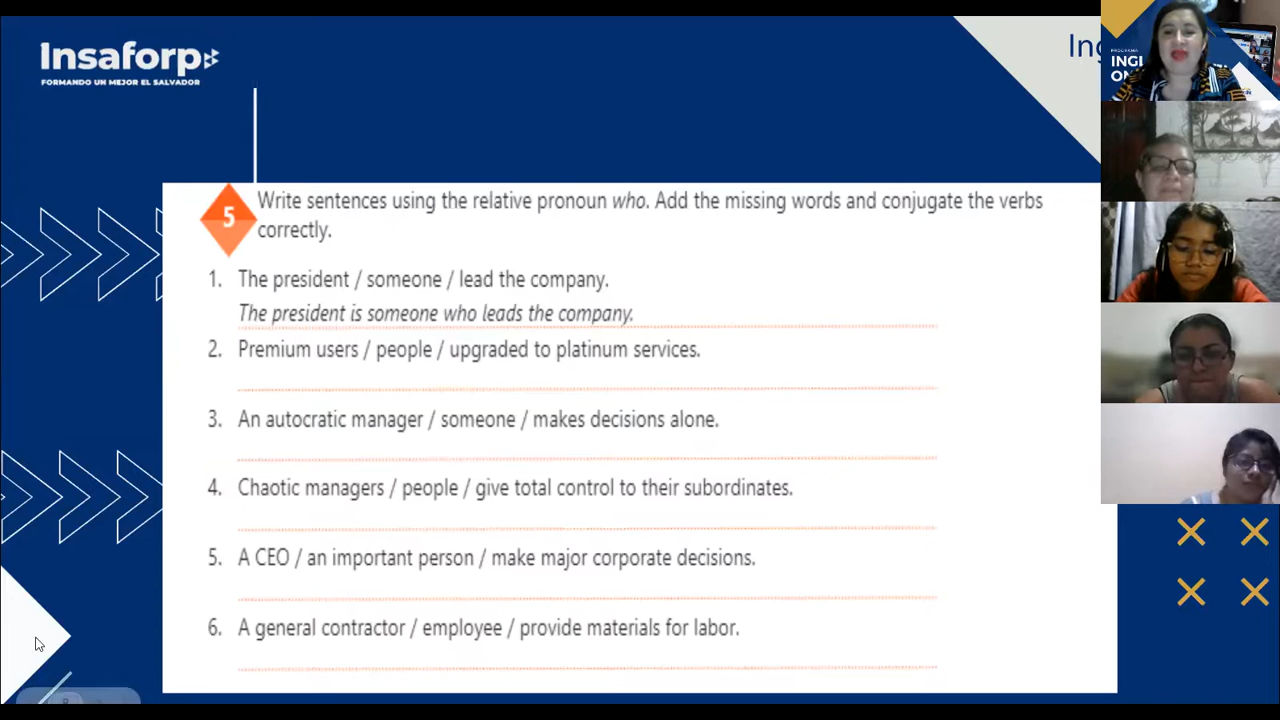 Insaforp
FORMANDO UN MEJOR EL SALVADOR
PROGRAMA
INGL
ON
5
Write sentences using the relative pronoun who. Add the missing words and conjugate the verbs
correctly.
1. The president / someone / lead the company.
The president is someone who leads the company.
2. Premium users / people / upgraded to platinum services.
3. An autocratic manager / someone / makes decisions alone.
4. Chaotic managers / people / give total control to their subordinates.
5. A CEO / an important person / make major corporate decisions.
6. A general contractor / employee / provide materials for labor.